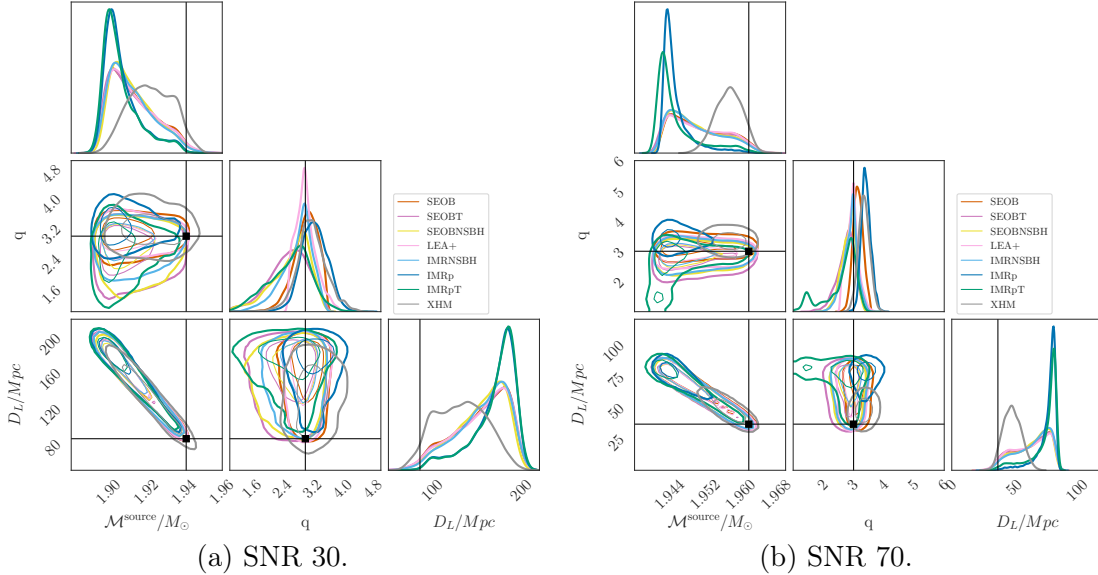 q
4.8
4.0
3.2
2.4
1.6
D_L/Mpc
200
160
120
80
1.90
1.92
1.94
1.96
M^source/M_⊙
1.6
2.4
3.2
4.0
4.8
q
100
200
D_L/Mpc
SEOB
SEOBT
SEOBNSBH
LEA+
IMRNSBH
IMRp
IMRpT
XHM
(a) SNR 30.
q
6
5
4
3
2
D_L/Mpc
100
75
50
25
1.944
1.952
1.960
1.968
M^source/M_⊙
2
3
4
5
6
q
50
100
D_L/Mpc
SEOB
SEOBT
SEOBNSBH
LEA+
IMRNSBH
IMRp
IMRpT
XHM
(b) SNR 70.